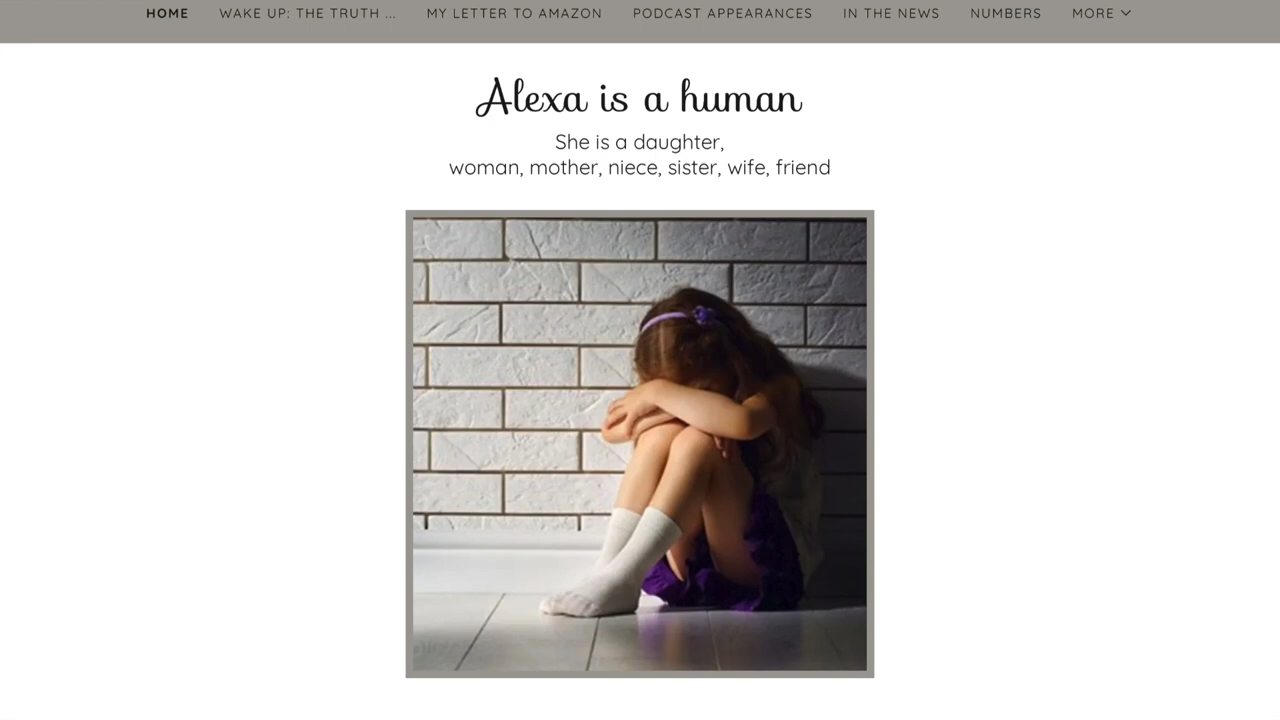 HOME WAKE UP: THE TRUTH ... MY LETTER TO AMAZON PODCAST APPEARANCES IN THE NEWS NUMBERS MORE
Alexa is a human
She is a daughter,
woman, mother, niece, sister, wife, friend